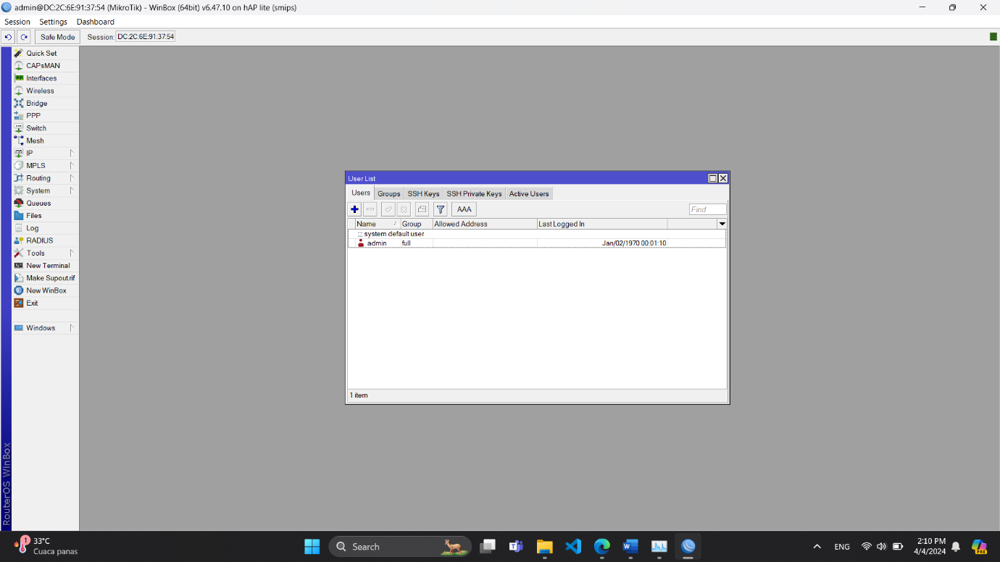 admin@DC:2C:6E:91:37:54 (MikroTik) - WinBox (64bit) v6.47.10 on hAP lite (smips)
Session Settings Dashboard
Safe Mode Session: DC:2C:6E:91:37:54
Quick Set
CAPsMAN
Interfaces
Wireless
Bridge
PPP
Switch
Mesh
IP
MPLS
Routing
System
Queues
Files
Log
RADIUS
Tools
New Terminal
Make Supout.rif
New WinBox
Exit
Windows
RouterOS WinBox
User List
Users Groups SSH Keys SSH Private Keys Active Users
AAA Find
Name Group Allowed Address Last Logged In
;;; system default user
admin full Jan/02/1970 00:01:10
1 item
1
33°C
Cuaca panas
Search
ENG
2:10 PM
4/4/2024
PRE